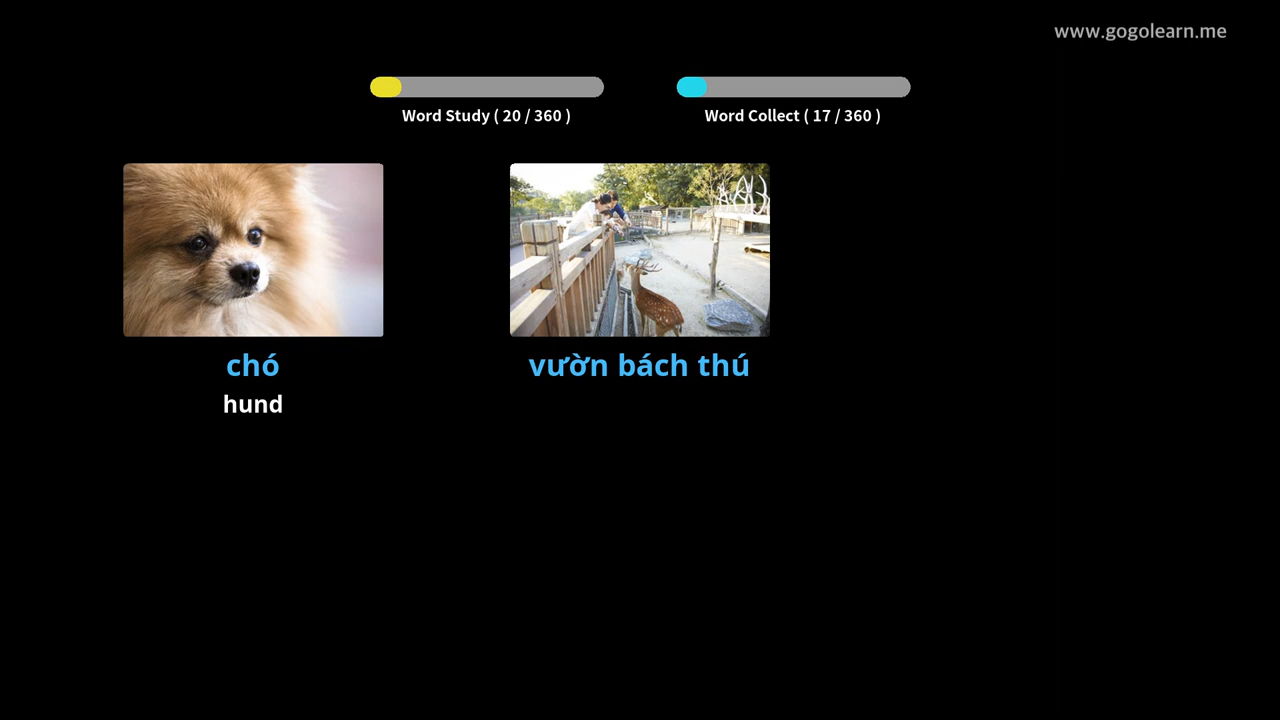 www.gogolearn.me
Word Study ( 20 / 360 )
Word Collect ( 17 / 360 )
chó
vườn bách thú
hund